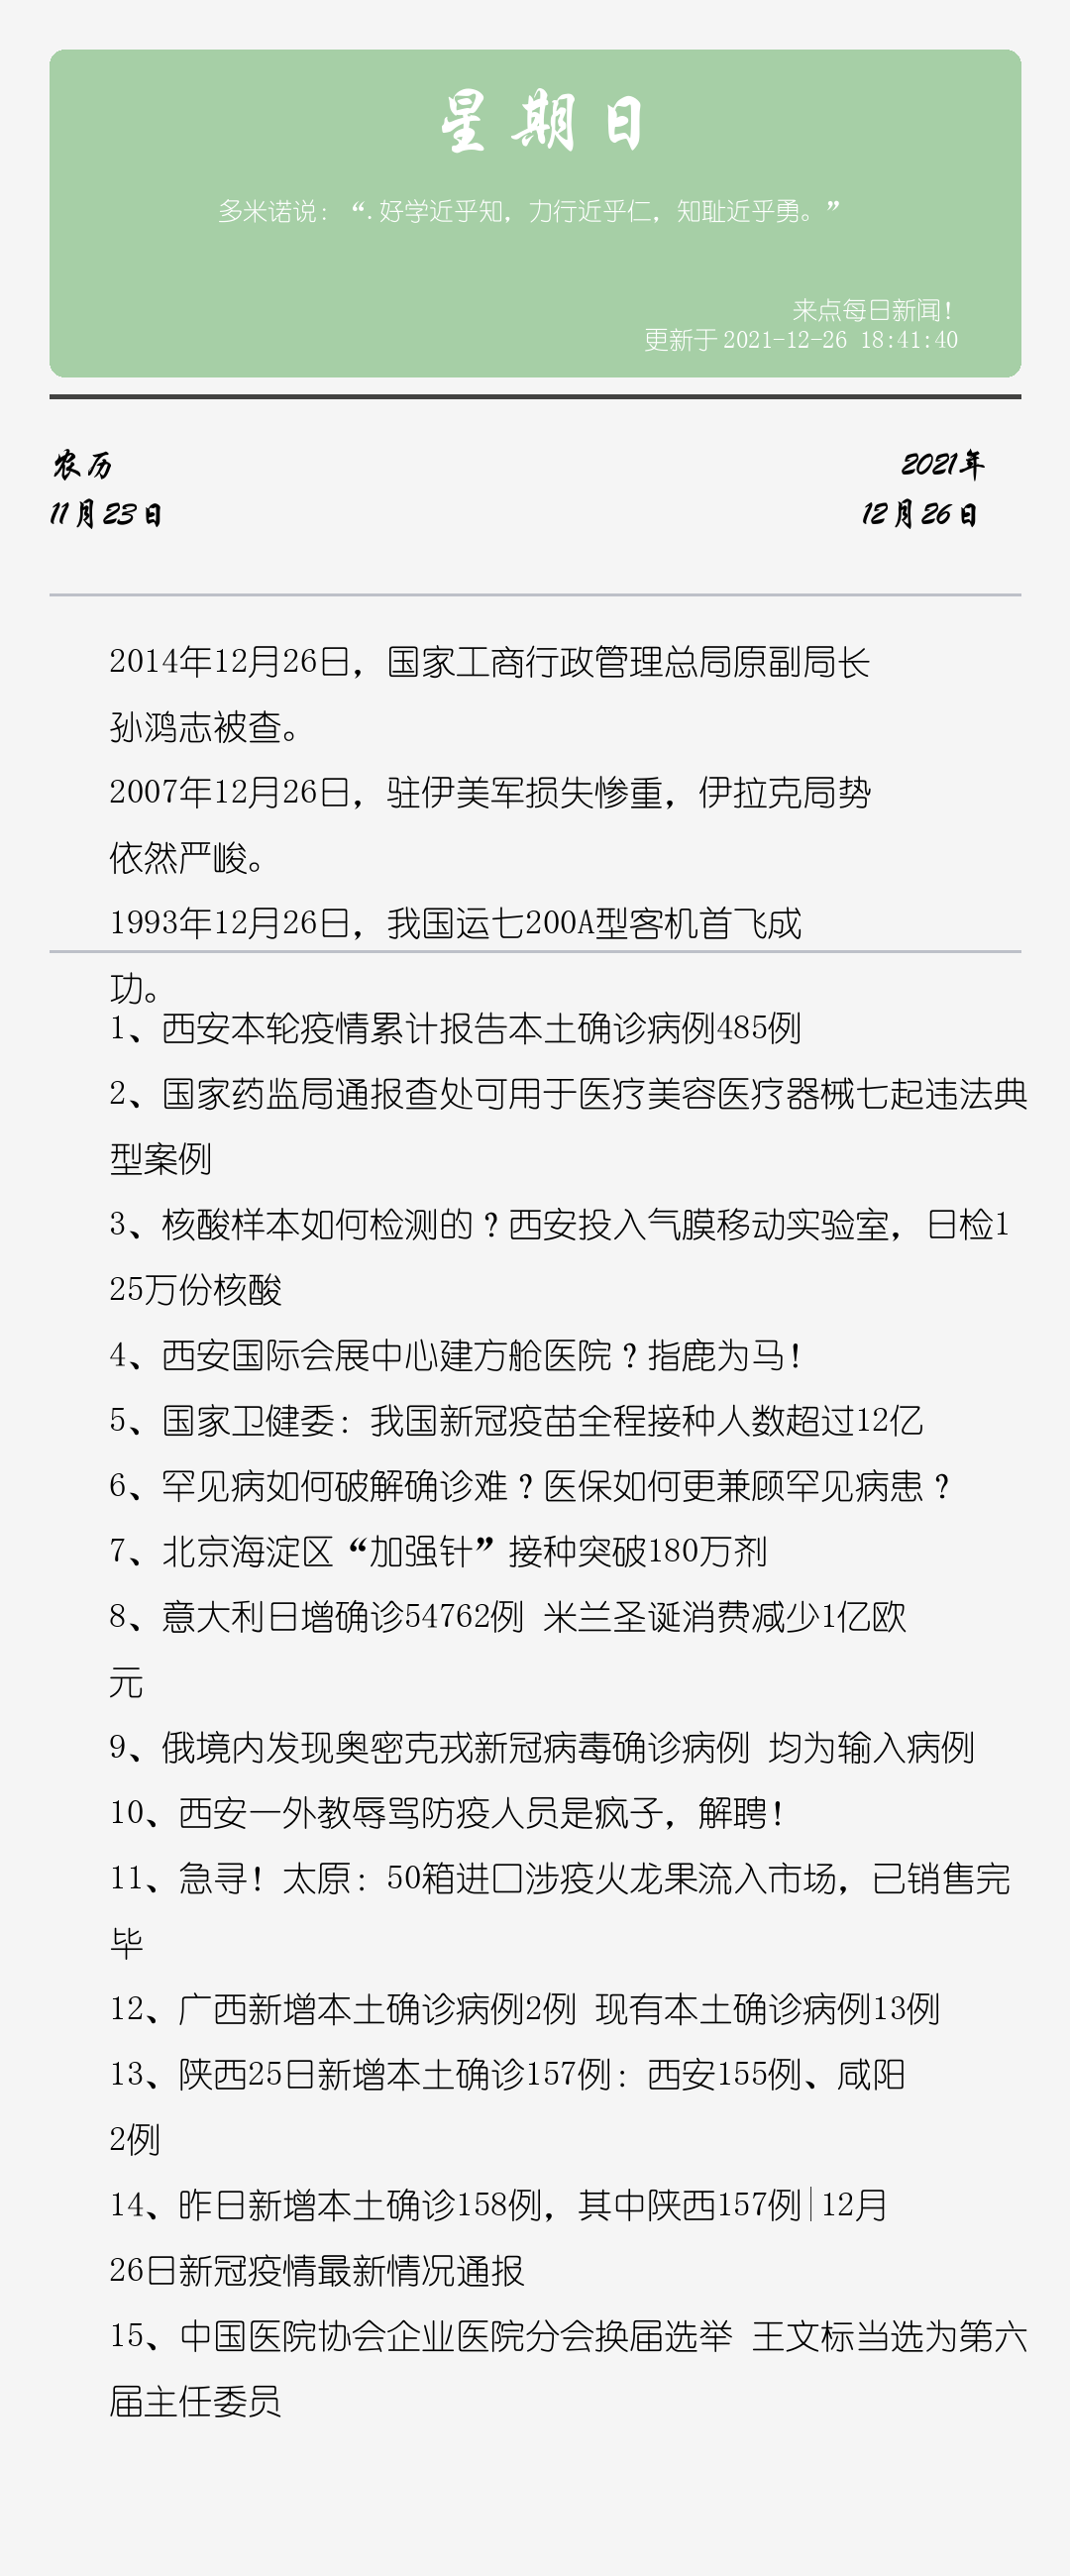 星期日
多米诺说：“.好学近乎知，力行近乎仁，知耻近乎勇。”
来点每日新闻！
更新于 2021-12-26 18:41:40
农历
2021年
11月23日
12月26日
2014年12月26日，国家工商行政管理总局原副局长
孙鸿志被查。
2007年12月26日，驻伊美军损失惨重，伊拉克局势
依然严峻。
1993年12月26日，我国运七200A型客机首飞成
功。
1、西安本轮疫情累计报告本土确诊病例485例
2、国家药监局通报查处可用于医疗美容医疗器械七起违法典
型案例
3、核酸样本如何检测的？西安投入气膜移动实验室，日检1
25万份核酸
4、西安国际会展中心建方舱医院？指鹿为马！
5、国家卫健委：我国新冠疫苗全程接种人数超过12亿
6、罕见病如何破解确诊难？医保如何更兼顾罕见病患？
7、北京海淀区“加强针”接种突破180万剂
8、意大利日增确诊54762例 米兰圣诞消费减少1亿欧
元
9、俄境内发现奥密克戎新冠病毒确诊病例 均为输入病例
10、西安一外教辱骂防疫人员是疯子，解聘！
11、急寻！太原：50箱进口涉疫火龙果流入市场，已销售完
毕
12、广西新增本土确诊病例2例 现有本土确诊病例13例
13、陕西25日新增本土确诊157例：西安155例、咸阳
2例
14、昨日新增本土确诊158例，其中陕西157例|12月
26日新冠疫情最新情况通报
15、中国医院协会企业医院分会换届选举 王文标当选为第六
届主任委员